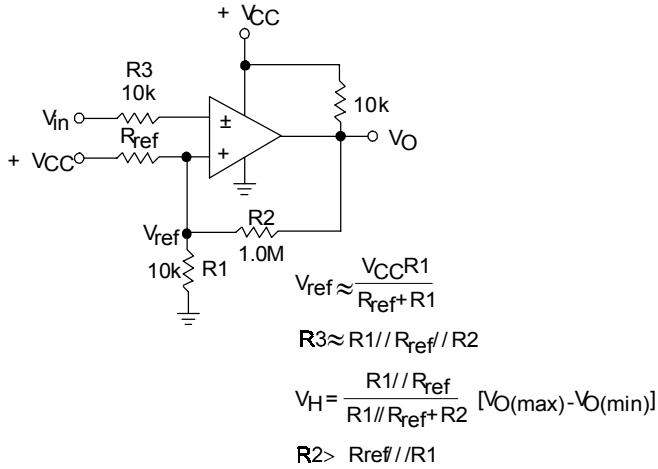 + VCC
R3
10k
Vin
±
10k
VO
Rref
+ VCC
+
Vref
R2
1.0M
10k
R1
Vref ≈ VCCR1
Rref+R1
R3≈ R1//Rref//R2
VH = R1//Rref
R1//Rref+R2
[VO(max)-VO(min)]
R2> Rref///R1